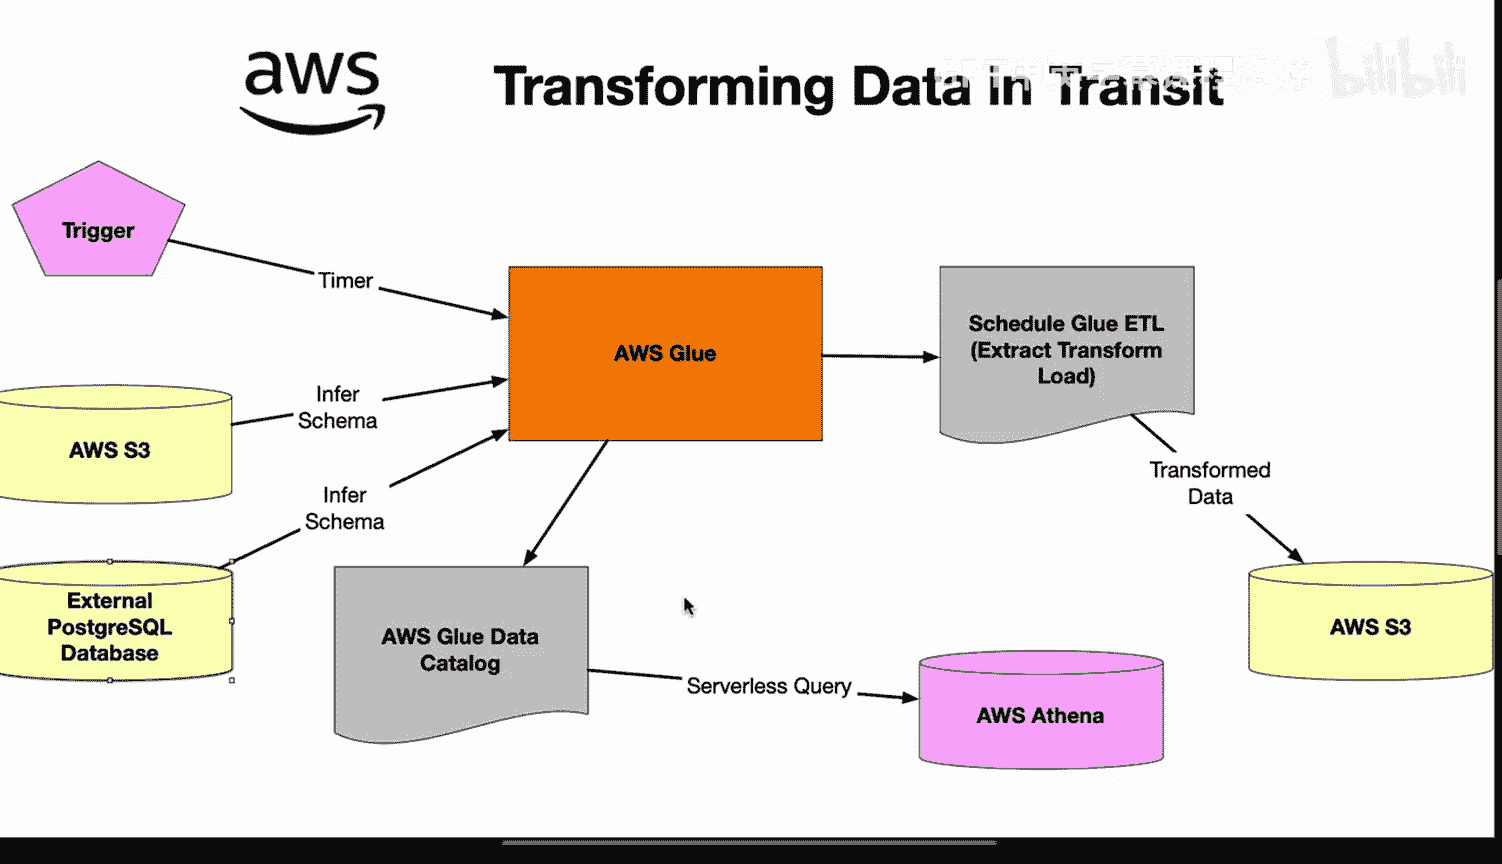 aws
Transforming Data in Transit
bilibili
Trigger
Timer
AWS Glue
Schedule Glue ETL
(Extract Transform
Load)
Infer
Schema
AWS S3
Infer
Schema
Transformed
Data
External
PostgreSQL
Database
AWS Glue Data
Catalog
Serverless Query
AWS Athena
AWS S3